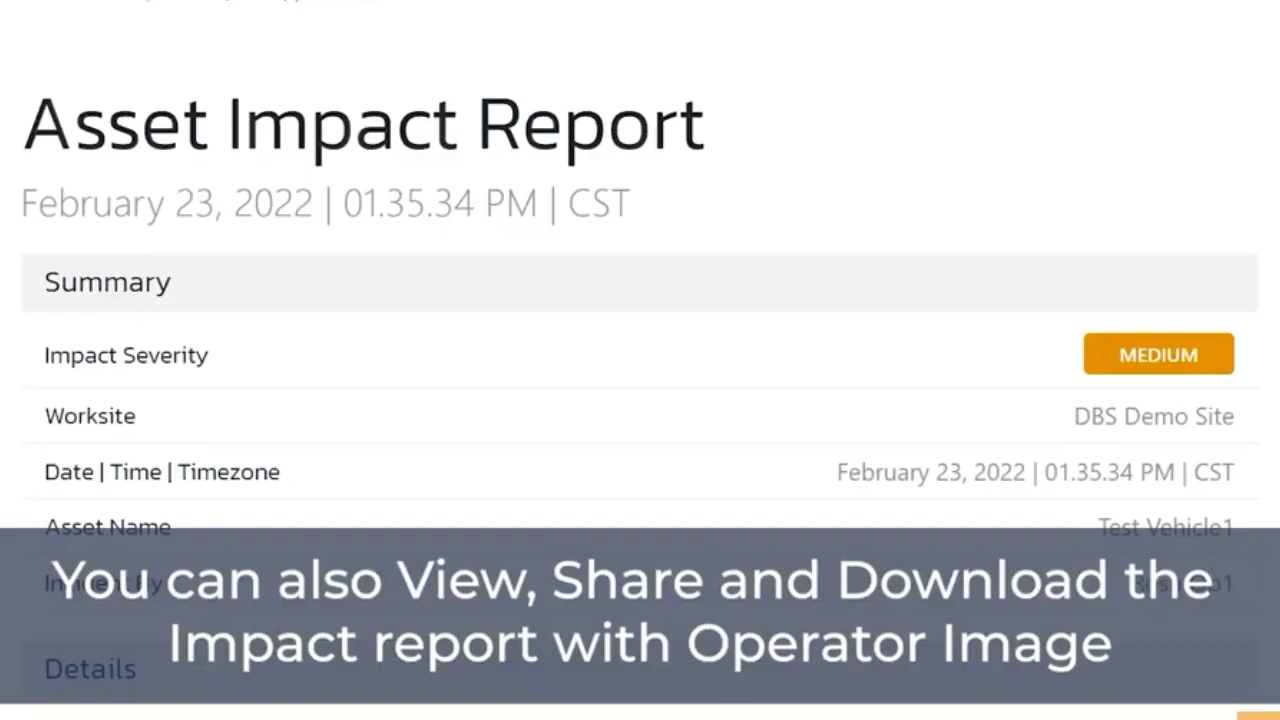 Asset Impact Report
February 23, 2022 | 01.35.34 PM | CST
Summary
Impact Severity MEDIUM
Worksite DBS Demo Site
Date | Time | Timezone February 23, 2022 | 01.35.34 PM | CST
Asset Name Test Vehicle1
You can also View, Share and Download the
Impact report with Operator Image
Details